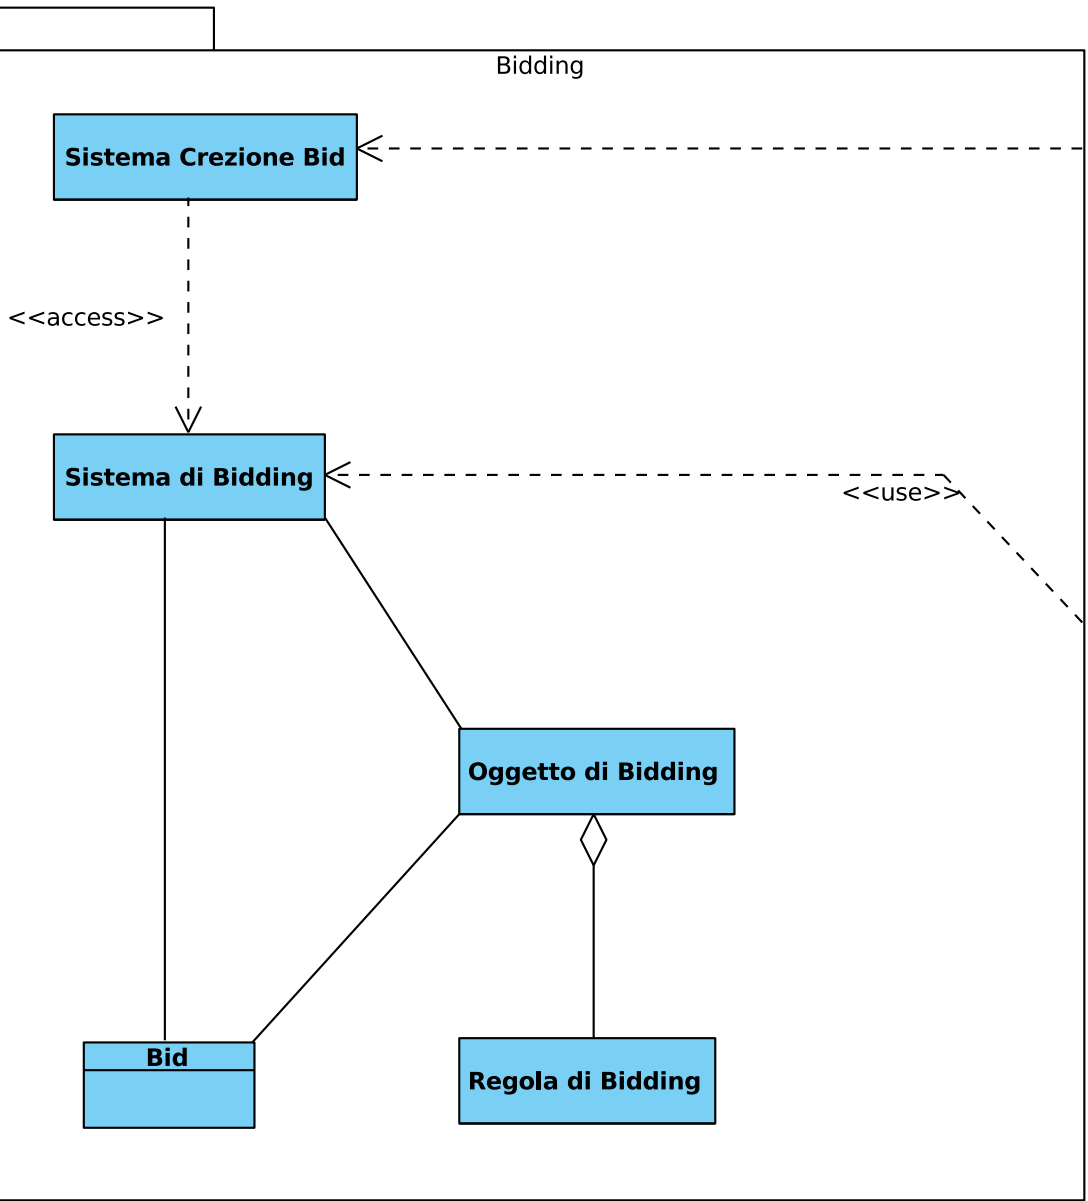 Bidding
Sistema Crezione Bid
<<access>>
Sistema di Bidding
<<use>>
Oggetto di Bidding
Bid
Regola di Bidding